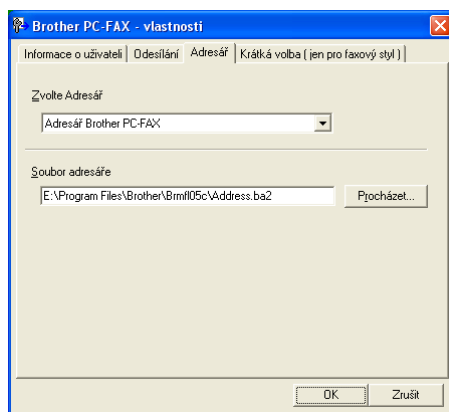 Brother PC-FAX - vlastnosti
Informace o uživateli Odesílání Adresář Krátká volba ( jen pro faxový styl )
Zvolte Adresář
Adresář Brother PC-FAX
Soubor adresáře
E:\Program Files\Brother\Brmfl05c\Address.ba2 Procházet...
OK Zrušit